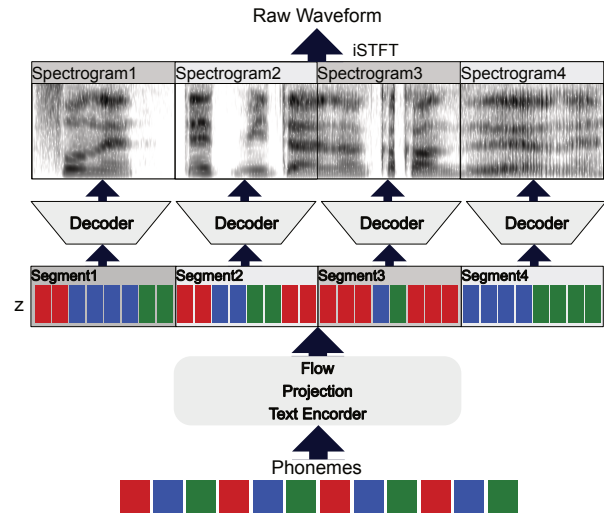 Raw Waveform
iSTFT
Spectrogram1 Spectrogram2 Spectrogram3 Spectrogram4
Decoder Decoder Decoder Decoder
Segment1 Segment2 Segment3 Segment4
z
Flow
Projection
Text Encorder
Phonemes